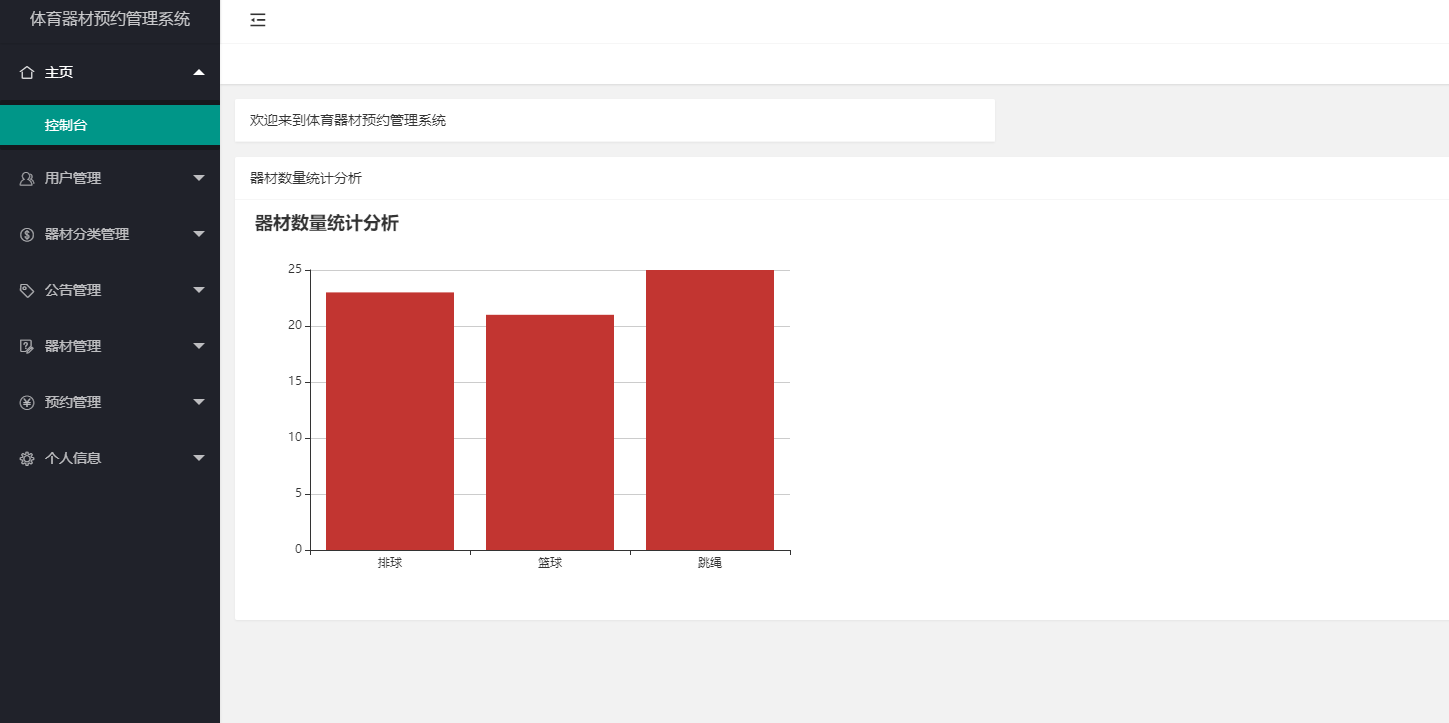 体育器材预约管理系统
主页
控制台
用户管理
器材分类管理
公告管理
器材管理
预约管理
个人信息
欢迎来到体育器材预约管理系统
器材数量统计分析
器材数量统计分析
25
20
15
10
5
0
排球
篮球
跳绳